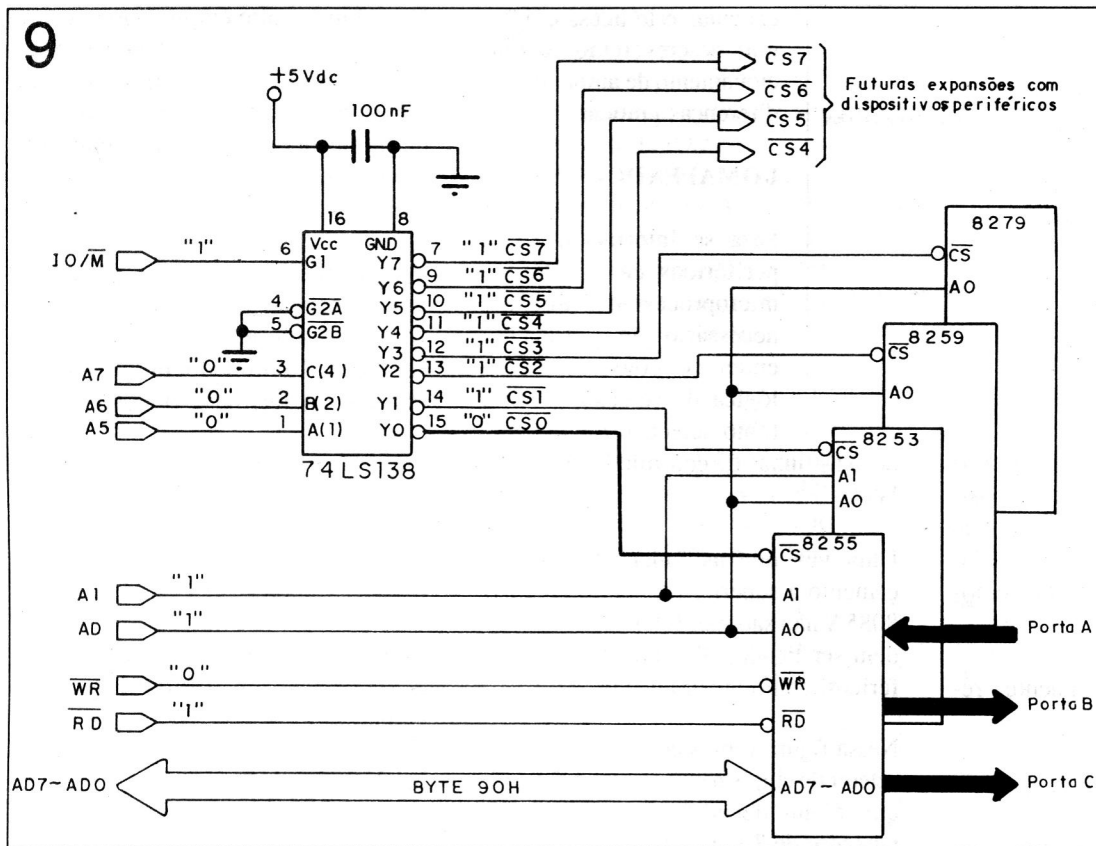 9
+5Vdc
100nF
CS7
CS6
CS5
CS4
Futuras expansões com
dispositivos periféricos
16
8
Vcc
GND
IO/M
"1"
6
G1
4
G2A
5
G2B
A7
"0"
3
C(4)
A6
"0"
2
B(2)
A5
"0"
1
A(1)
Y7
7
"1"
CS7
Y6
9
"1"
CS6
Y5
10
"1"
CS5
Y4
11
"1"
CS4
Y3
12
"1"
CS3
Y2
13
"1"
CS2
Y1
14
"1"
CS1
Y0
15
"0"
CS0
74LS138
8279
CS
A0
8259
CS
A0
8253
CS
A1
A0
8255
CS
A1
A0
WR
RD
AD7~AD0
A1
"1"
AD
"1"
WR
"0"
RD
"1"
AD7~AD0
BYTE 90H
Porta A
Porta B
Porta C